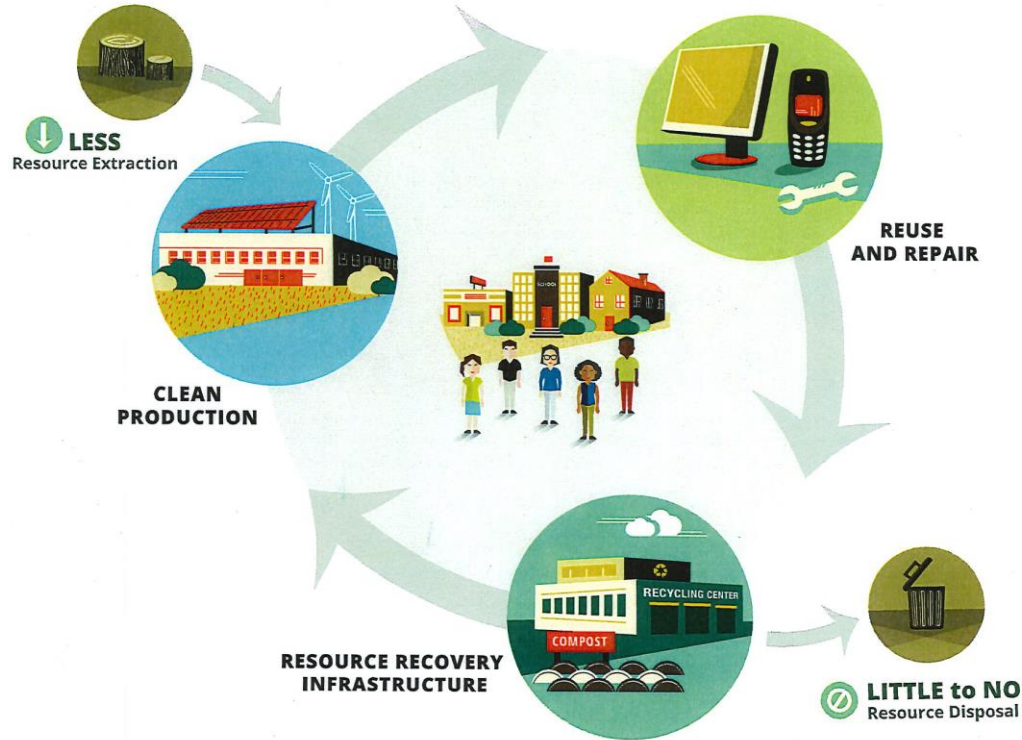 LESS
Resource Extraction
CLEAN
PRODUCTION
REUSE
AND REPAIR
SCHOOL
RECYCLING CENTER
COMPOST
RESOURCE RECOVERY
INFRASTRUCTURE
LITTLE to NO
Resource Disposal